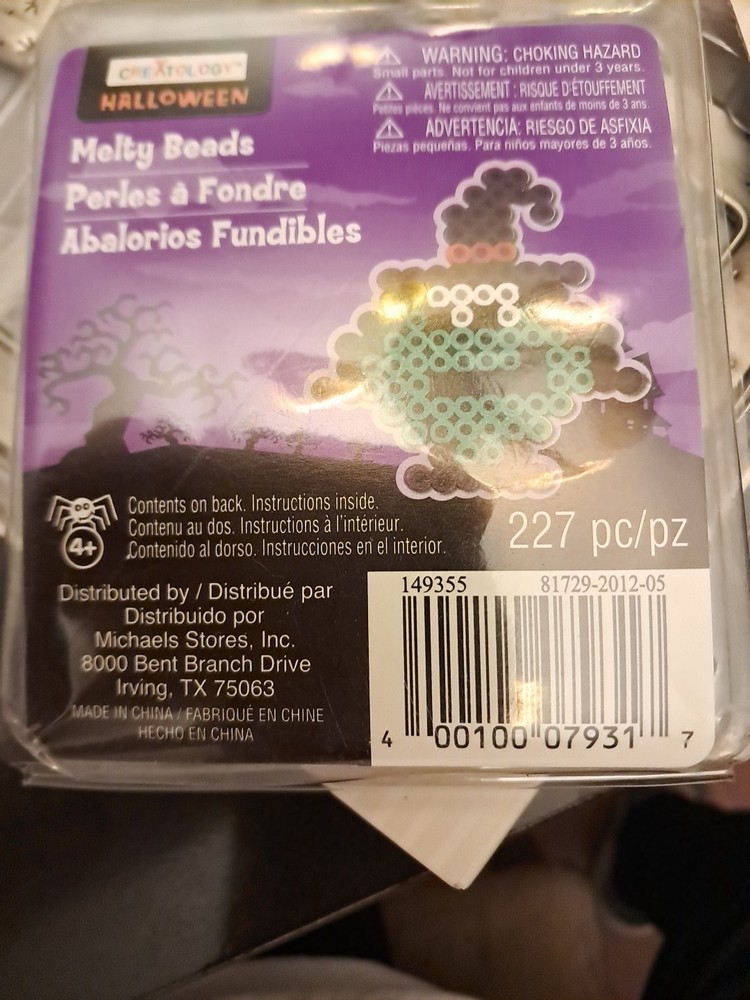 CREATOLOGY™
HALLOWEEN
Melty Beads
Perles à Fondre
Abalorios Fundibles
WARNING: CHOKING HAZARD
Small parts. Not for children under 3 years.
AVERTISSEMENT : RISQUE D'ÉTOUFFEMENT
Petites pièces. Ne convient pas aux enfants de moins de 3 ans.
ADVERTENCIA: RIESGO DE ASFIXIA
Piezas pequeñas. Para niños mayores de 3 años.
4+
Contents on back. Instructions inside.
Contenu au dos. Instructions à l'intérieur.
Contenido al dorso. Instrucciones en el interior.
227 pc/pz
Distributed by / Distribué par
Distribuido por
Michaels Stores, Inc.
8000 Bent Branch Drive
Irving, TX 75063
MADE IN CHINA / FABRIQUÉ EN CHINE
HECHO EN CHINA
149355 81729-2012-05
4 00100 07931 7